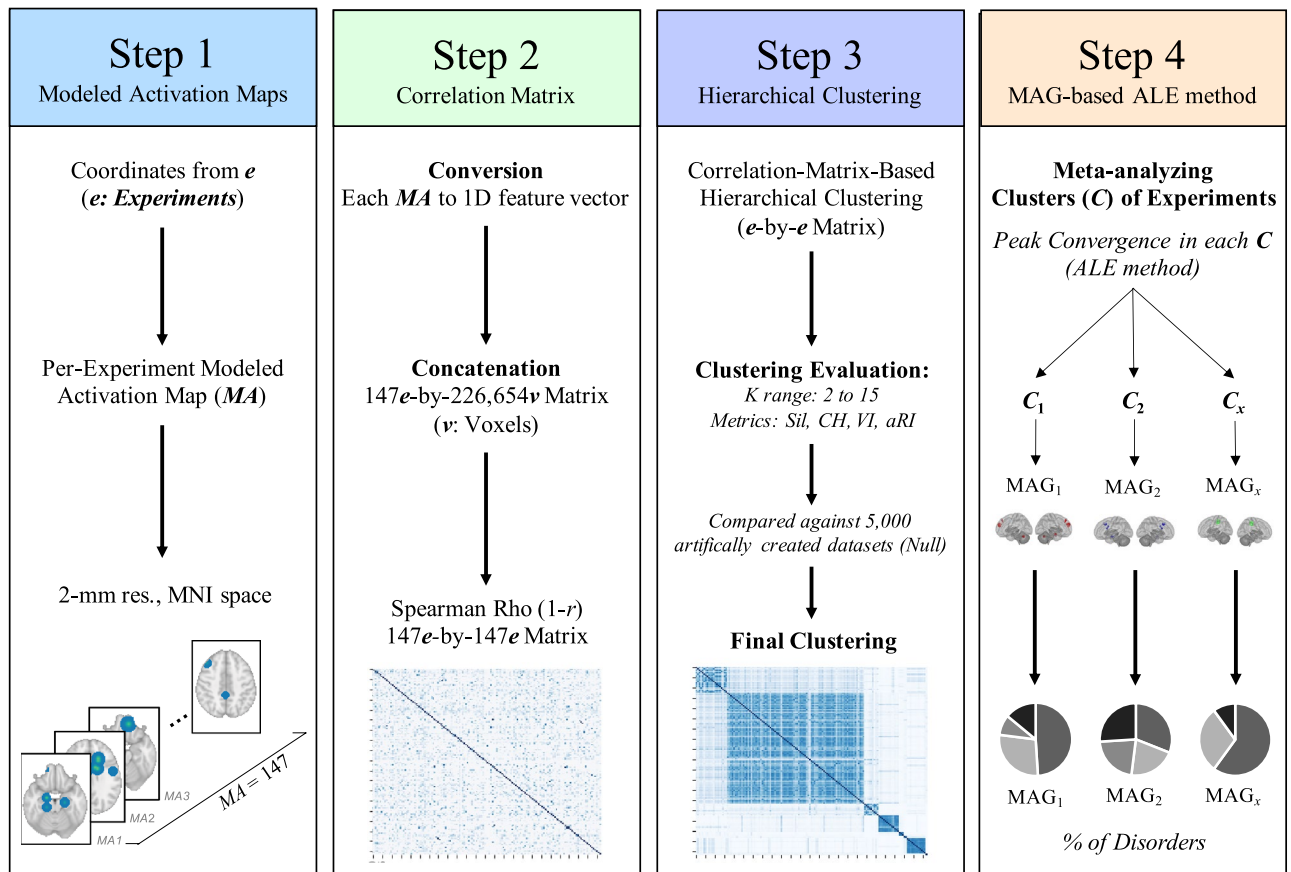 Step 1
Modeled Activation Maps
Coordinates from e
(e: Experiments)
Per-Experiment Modeled
Activation Map (MA)
2-mm res., MNI space
MA1
MA2
MA3
MA = 147
Step 2
Correlation Matrix
Conversion
Each MA to 1D feature vector
Concatenation
147e-by-226,654v Matrix
(v: Voxels)
Spearman Rho (1-r)
147e-by-147e Matrix
Step 3
Hierarchical Clustering
Correlation-Matrix-Based
Hierarchical Clustering
(e-by-e Matrix)
Clustering Evaluation:
K range: 2 to 15
Metrics: Sil, CH, VI, aRI
Compared against 5,000
artifically created datasets (Null)
Final Clustering
Step 4
MAG-based ALE method
Meta-analyzing
Clusters (C) of Experiments
Peak Convergence in each C
(ALE method)
C1 C2 Cx
MAG1 MAG2 MAGx
MAG1 MAG2 MAGx
% of Disorders